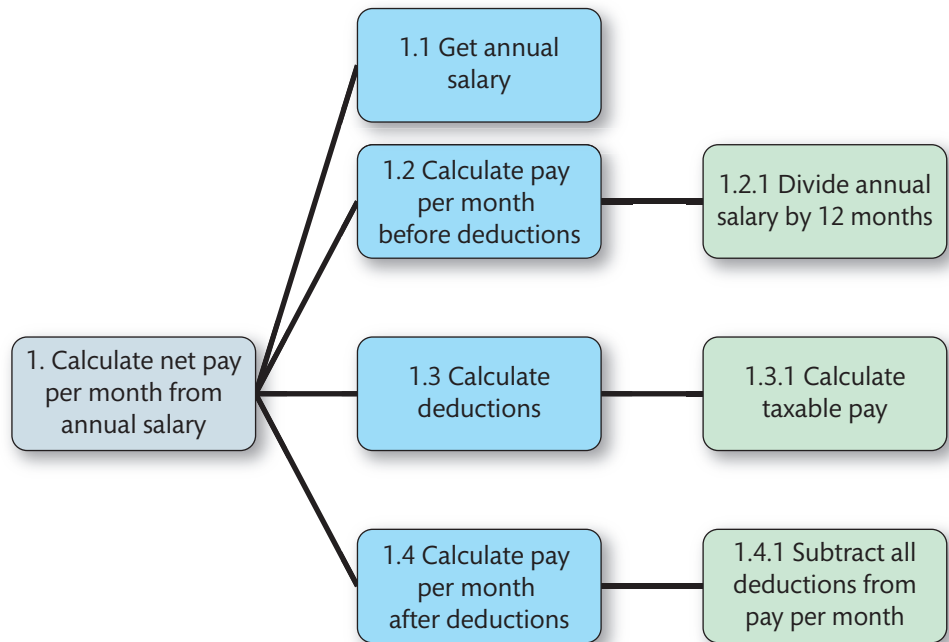 1.1 Get annual
salary
1.2 Calculate pay
per month
before deductions
1.2.1 Divide annual
salary by 12 months
1. Calculate net pay
per month from
annual salary
1.3 Calculate
deductions
1.3.1 Calculate
taxable pay
1.4 Calculate pay
per month
after deductions
1.4.1 Subtract all
deductions from
pay per month